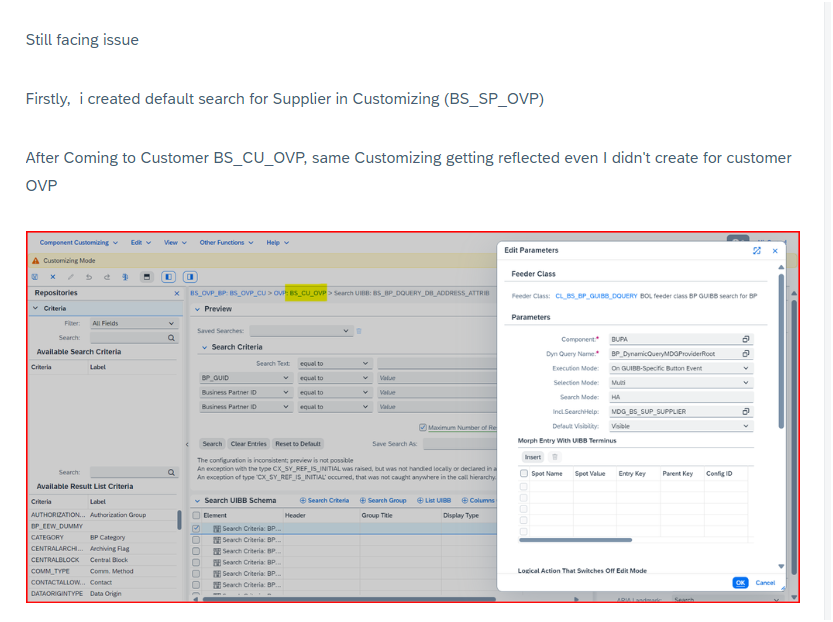 Still facing issue
Firstly,  i created default search for Supplier in Customizing (BS_SP_OVP)
After Coming to Customer BS_CU_OVP, same Customizing getting reflected even I didn't create for customer
OVP
Component Customizing Edit View Other Functions Help
Customizing Mode
Repositories
Criteria
Filter: All Fields
Search:
Available Search Criteria
Criteria Label
Search:
Available Result List Criteria
Criteria Label
AUTHORIZATION... Authorization Group
BP_EEW_DUMMY
CATEGORY BP Category
CENTRALARCHI... Archiving Flag
CENTRALBLOCK Central Block
COMM_TYPE Comm. Method
CONTACTALLOW... Contact
DATAORIGINTYPE Data Origin
BS_OVP_BP: BS_OVP_CU > OVP: BS_CU_OVP > Search UIBB: BS_BP_DQUERY_DB_ADDRESS_ATTRIB
Preview
Saved Searches:
Search Criteria
Search Text: equal to
BP_GUID equal to Value
Business Partner ID equal to Value
Business Partner ID equal to Value
Maximum Number of Re
Search Clear Entries Reset to Default Save Search As:
The configuration is inconsistent; preview is not possible
An exception with the type CX_SY_REF_IS_INITIAL was raised, but was not handled locally or declared in a
An exception of type 'CX_SY_REF_IS_INITIAL' occurred, that was not caught anywhere in the call hierarchy.
Search UIBB Schema Search Criteria Search Group List UIBB Columns
Element Header Group Title Display Type
Search Criteria: BP...
Search Criteria: BP...
Search Criteria: BP...
Search Criteria: BP...
Search Criteria: BP...
Search Criteria: BP...
Edit Parameters
Feeder Class
Feeder Class: CL_BS_BP_GUIBB_DQUERY BOL feeder class BP GUIBB search for BP
Parameters
Component:* BUPA
Dyn Query Name:* BP_DynamicQueryMDGProviderRoot
Execution Mode: On GUIBB-Specific Button Event
Selection Mode: Multi
Search Mode: HA
Incl.SearchHelp: MDG_BS_SUP_SUPPLIER
Default Visibility: Visible
Morph Entry With UIBB Terminus
Insert
Spot Name Spot Value Entry Key Parent Key Config ID
Logical Action That Switches Off Edit Mode
OK Cancel
ARIA Landmark: Search